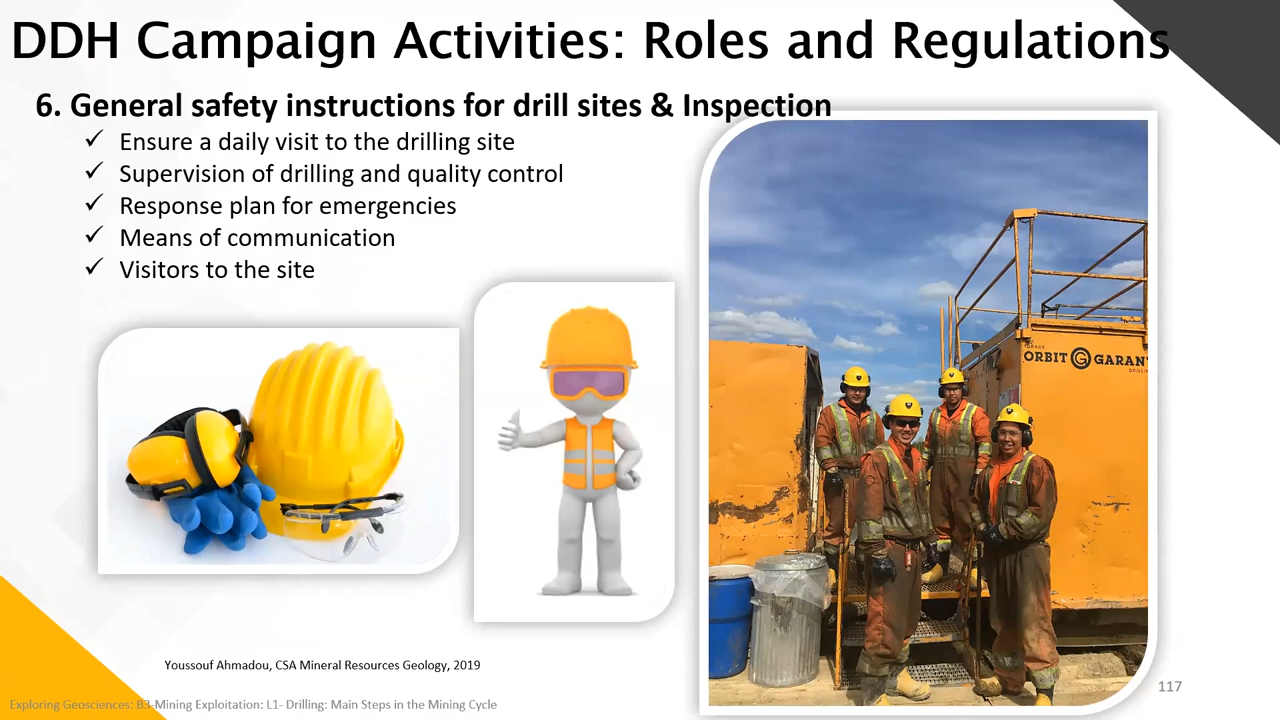 DDH Campaign Activities: Roles and Regulations
6. General safety instructions for drill sites & Inspection
✓ Ensure a daily visit to the drilling site
✓ Supervision of drilling and quality control
✓ Response plan for emergencies
✓ Means of communication
✓ Visitors to the site
ORBIT GARAN
Youssouf Ahmadou, CSA Mineral Resources Geology, 2019
117
Exploring Geosciences: B3-Mining Exploitation: L1- Drilling: Main Steps in the Mining Cycle